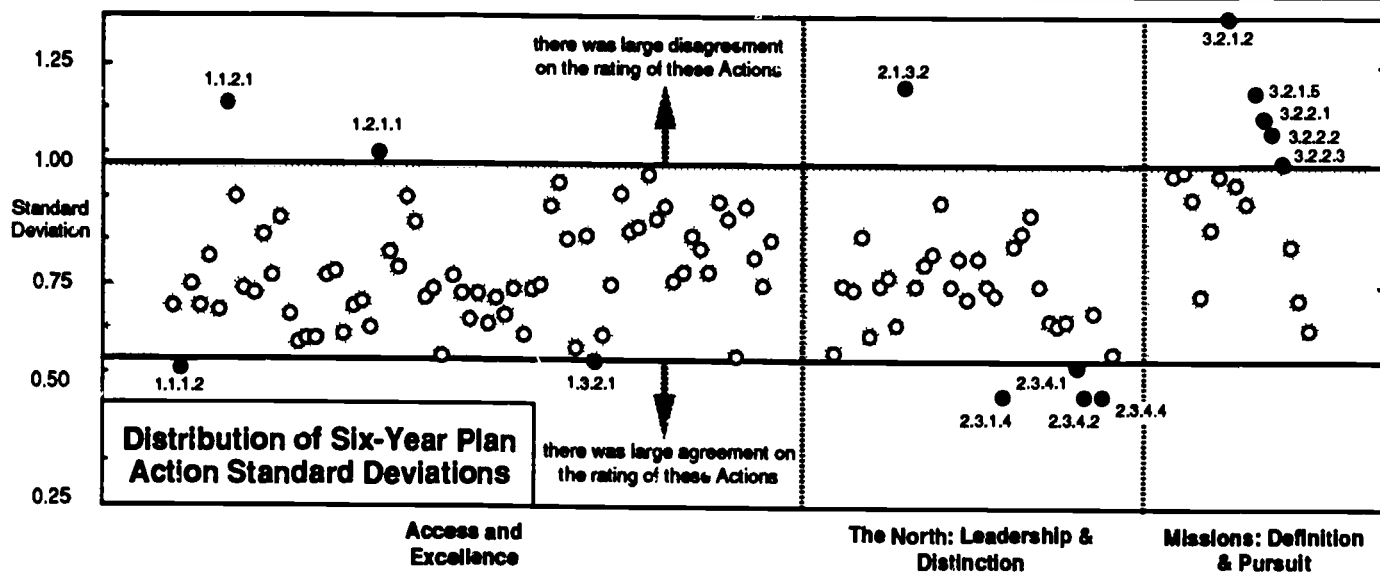 there was large disagreement
on the rating of these Actions
1.25
1.00
Standard
Deviation
0.75
0.50
0.25
1.1.2.1
1.2.1.1
2.1.3.2
3.2.1.2
3.2.1.5
3.2.2.1
3.2.2.2
3.2.2.3
1.1.1.2
1.3.2.1
2.3.4.1
2.3.1.4
2.3.4.2
2.3.4.4
Distribution of Six-Year Plan
Action Standard Deviations
there was large agreement on
the rating of these Actions
Access and
Excellence
The North: Leadership &
Distinction
Missions: Definition
& Pursuit